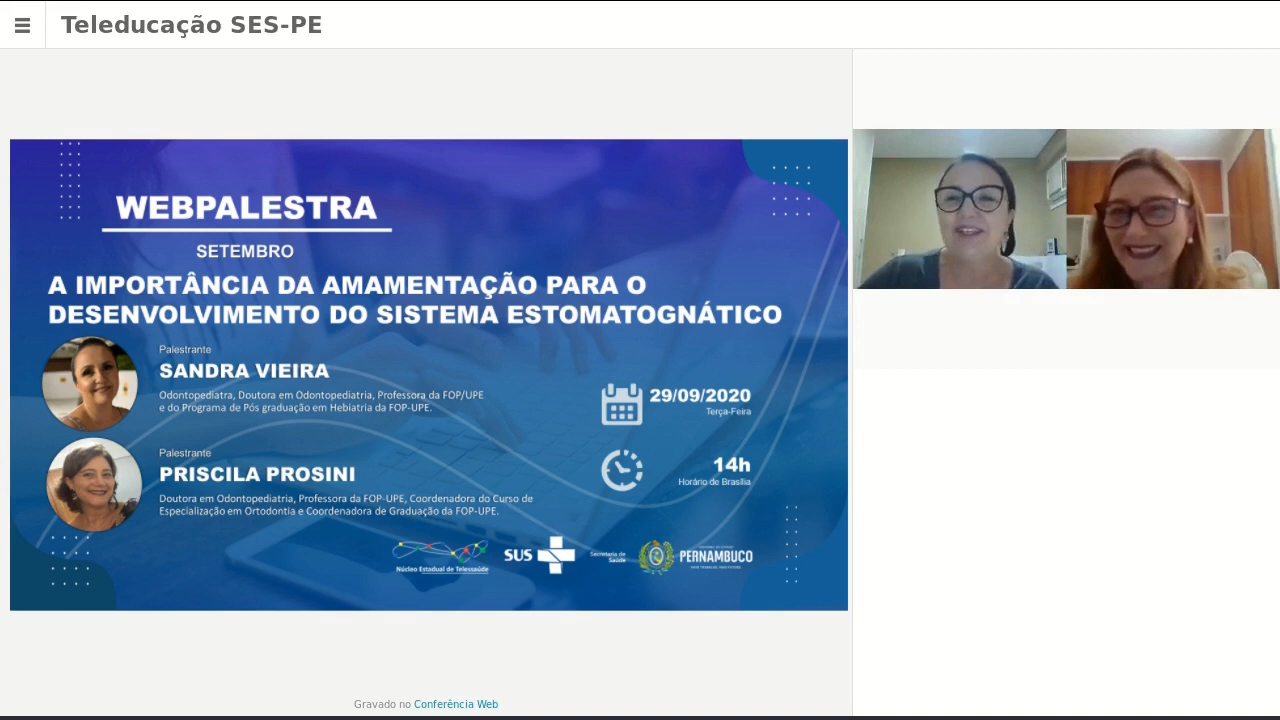 Teleducação SES-PE
WEBPALESTRA
SETEMBRO
A IMPORTÂNCIA DA AMAMENTAÇÃO PARA O
DESENVOLVIMENTO DO SISTEMA ESTOMATOGNÁTICO
Palestrante
SANDRA VIEIRA
Odontopediatra, Doutora em Odontopediatria, Professora da FOP/UPE
e do Programa de Pós graduação em Hebiatria da FOP-UPE.
Palestrante
PRISCILA PROSINI
Doutora em Odontopediatria, Professora da FOP-UPE, Coordenadora do Curso de
Especialização em Ortodontia e Coordenadora de Graduação da FOP-UPE.
29/09/2020
Terça-Feira
14h
Horário de Brasília
Núcleo Estadual de Telessaúde
SUS
Secretaria de
Saúde
PERNAMBUCO
Gravado no Conferência Web